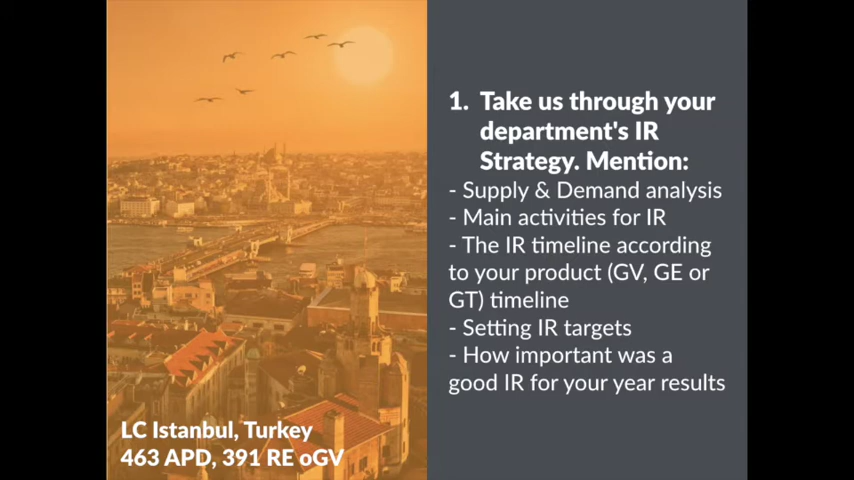 1. Take us through your
department's IR
Strategy. Mention:
- Supply & Demand analysis
- Main activities for IR
- The IR timeline according
to your product (GV, GE or
GT) timeline
- Setting IR targets
- How important was a
good IR for your year results
LC Istanbul, Turkey
463 APD, 391 RE oGV